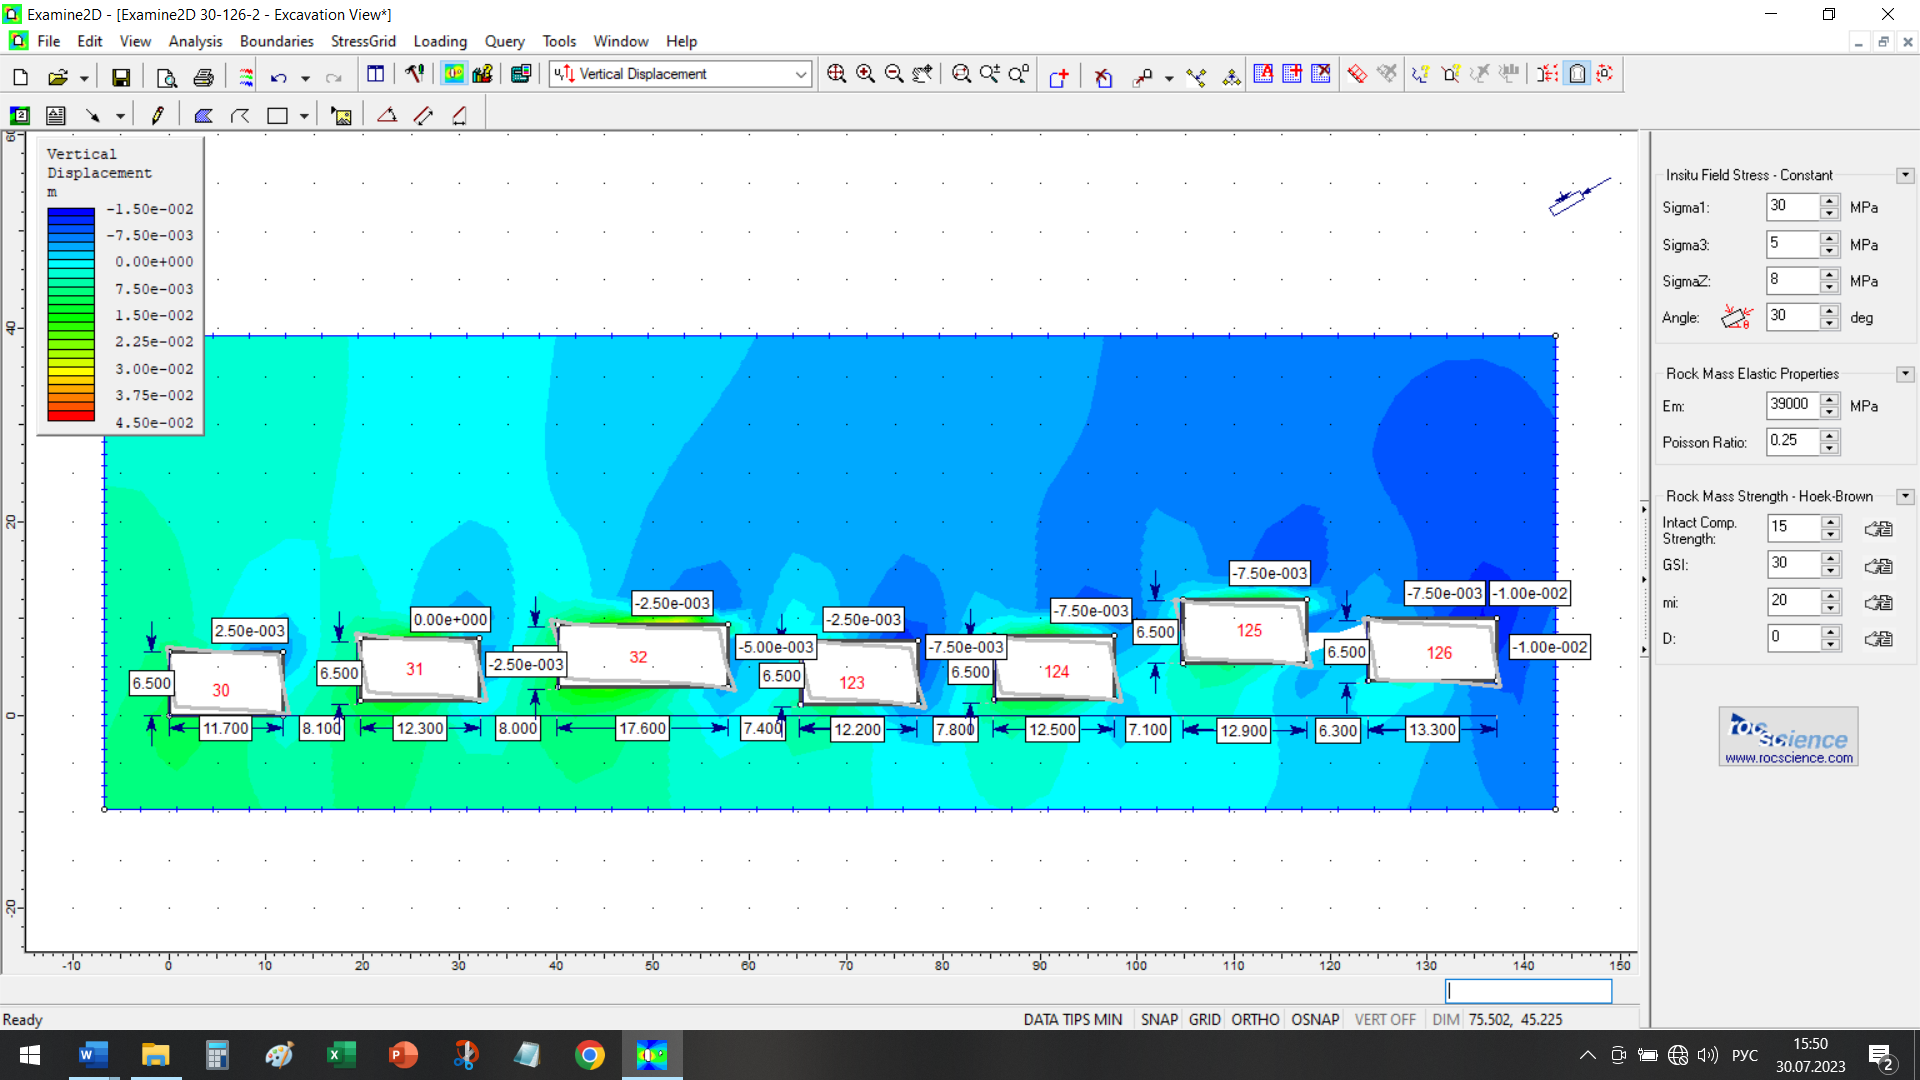 Examine2D - [Examine2D 30-126-2 - Excavation View*]
File Edit View Analysis Boundaries StressGrid Loading Query Tools Window Help
Vertical Displacement
Vertical
Displacement
m
-1.50e-002
-7.50e-003
0.00e+000
7.50e-003
1.50e-002
2.25e-002
3.00e-002
3.75e-002
4.50e-002
60
40
20
0
-20
-7.50e-003
-7.50e-003 -1.00e-002
-2.50e-003
-7.50e-003
2.50e-003
0.00e+000
-2.50e-003
6.500
125
-5.00e-003
-7.50e-003
-1.00e-002
6.500
30
6.500
31
-2.50e-003
32
6.500
123
6.500
124
6.500
126
11.700
8.100
12.300
8.000
17.600
7.400
12.200
7.800
12.500
7.100
12.900
6.300
13.300
-10 0 10 20 30 40 50 60 70 80 90 100 110 120 130 140 150
Insitu Field Stress - Constant
Sigma1: 30 MPa
Sigma3: 5 MPa
SigmaZ: 8 MPa
Angle: θ 30 deg
Rock Mass Elastic Properties
Em: 39000 MPa
Poisson Ratio: 0.25
Rock Mass Strength - Hoek-Brown
Intact Comp.
Strength: 15
GSI: 30
mi: 20
D: 0
rocscience
www.rocscience.com
Ready
DATA TIPS MIN SNAP GRID ORTHO OSNAP VERT OFF DIM 75.502, 45.225
РУС
15:50
30.07.2023
2